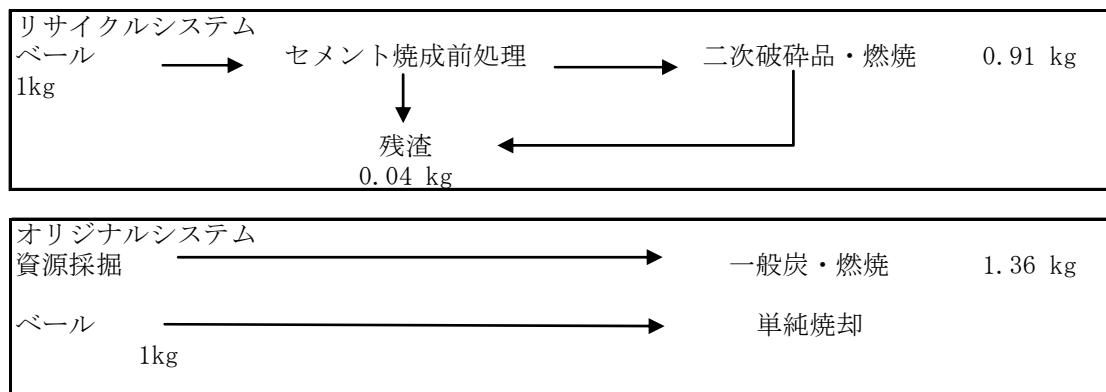 リサイクルシステム
ベール セメント焼成前処理 二次破砕品・燃焼 0.91 kg
1kg
残渣
0.04 kg
オリジナルシステム
資源採掘 一般炭・燃焼 1.36 kg
ベール 単純焼却
1kg